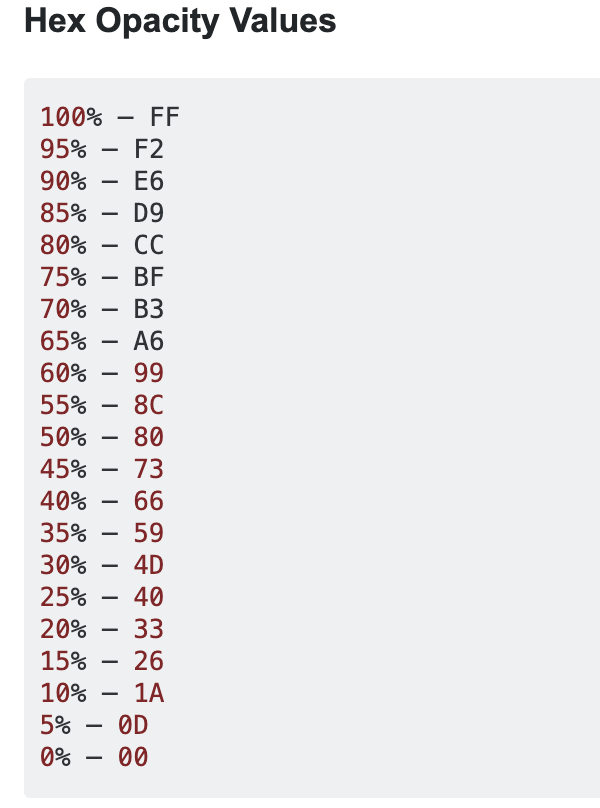 Hex Opacity Values
100% — FF
95% — F2
90% — E6
85% — D9
80% — CC
75% — BF
70% — B3
65% — A6
60% — 99
55% — 8C
50% — 80
45% — 73
40% — 66
35% — 59
30% — 4D
25% — 40
20% — 33
15% — 26
10% — 1A
5% — 0D
0% — 00